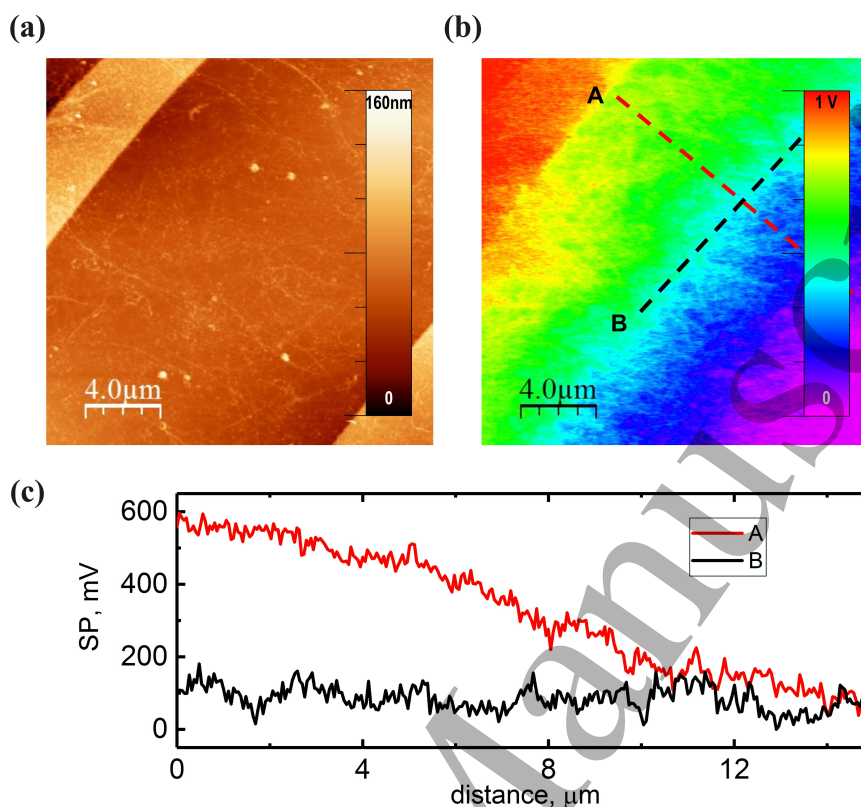 (a)
(b)
160nm
0
4.0µm
A
B
1 V
0
4.0µm
(c)
SP, mV
600
400
200
0
A
B
0
4
8
12
distance, µm
Manusc